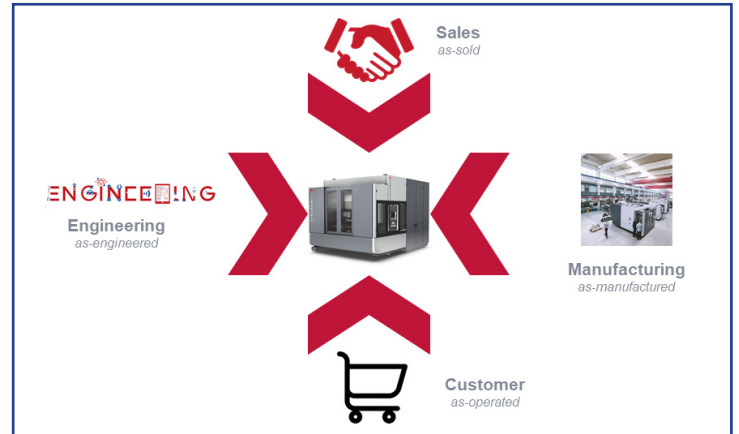 Sales
as-sold
ENGINEERING
Engineering
as-engineered
Manufacturing
as-manufactured
Customer
as-operated